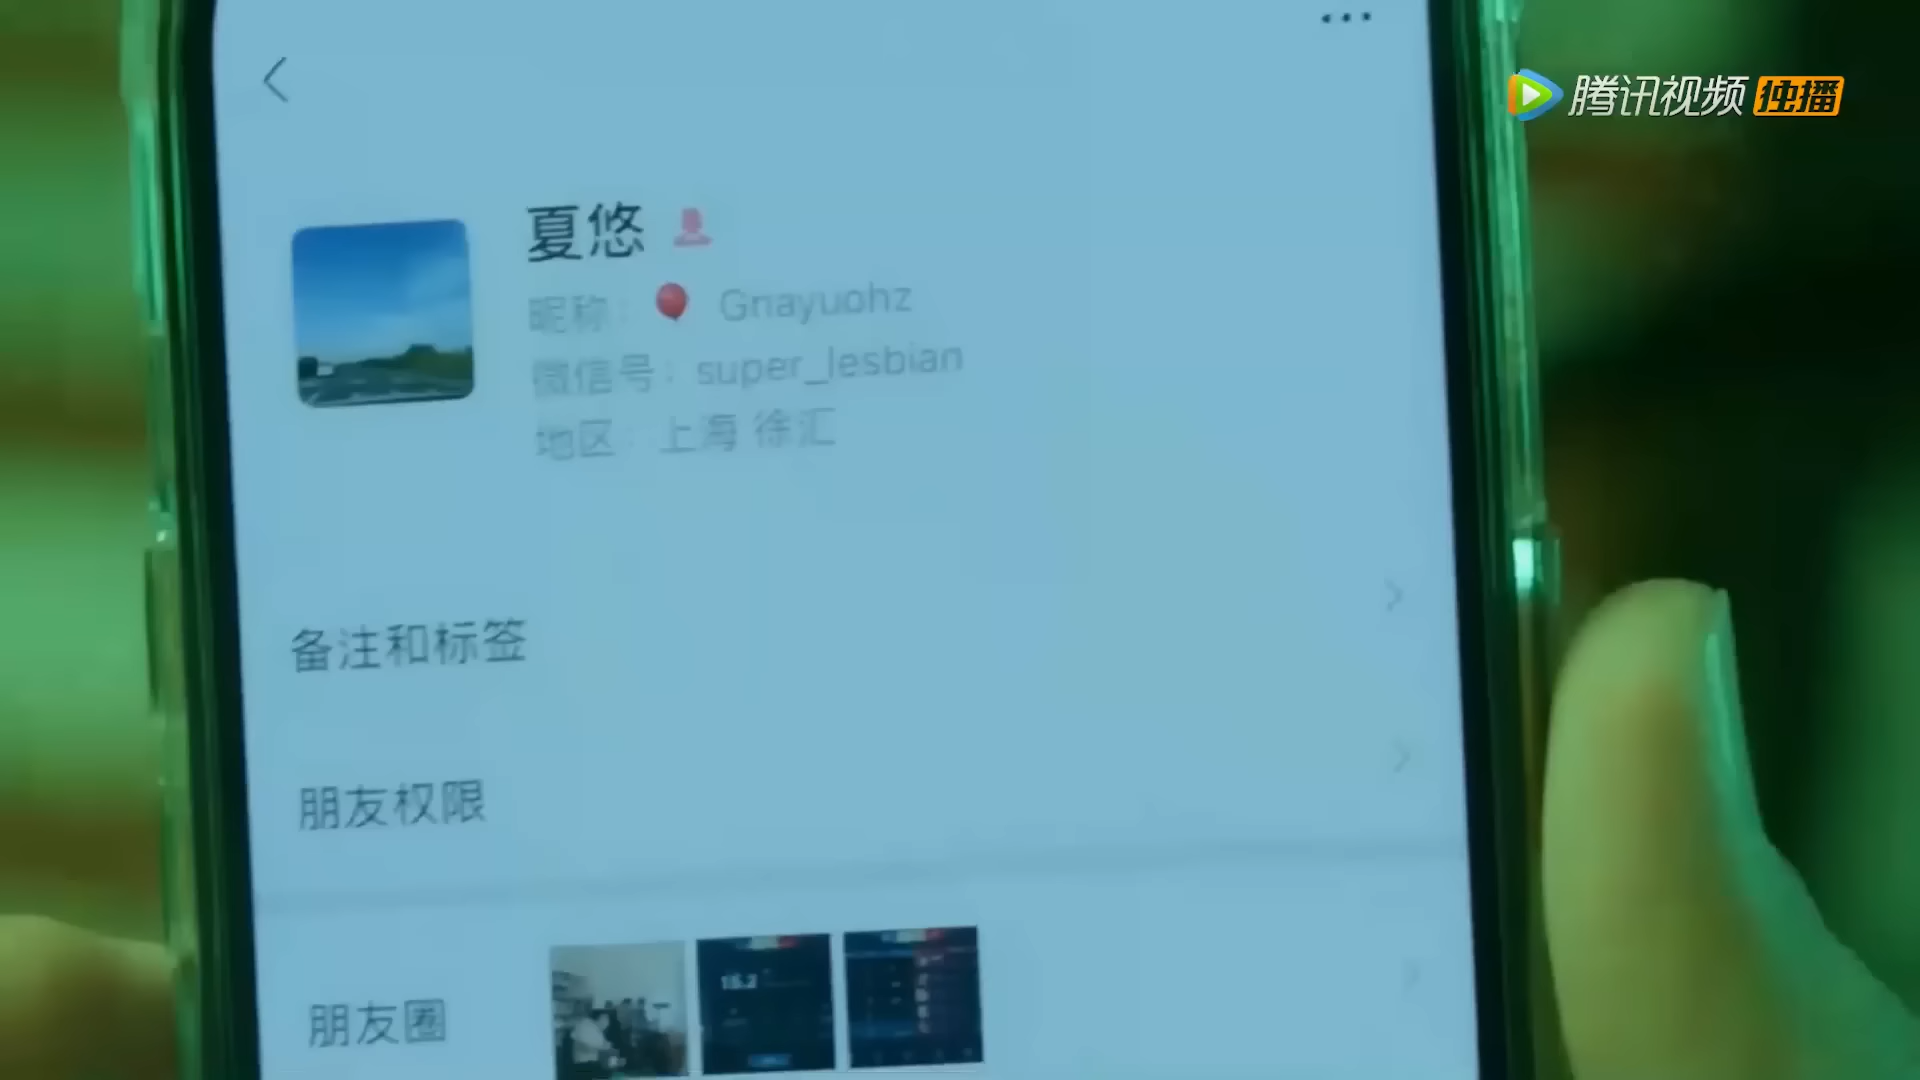 腾讯视频 独播
夏悠
昵称： Gnayuohz
微信号：super_lesbian
地区：上海 徐汇
备注和标签
朋友权限
朋友圈